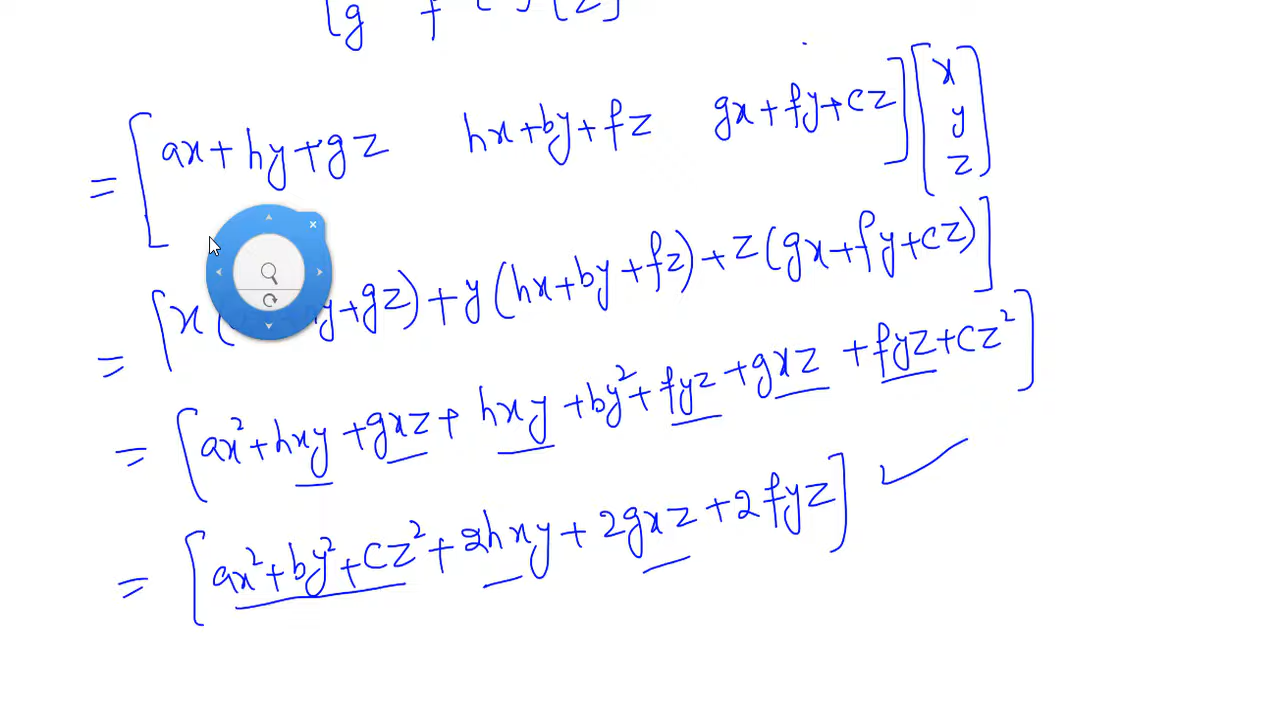 [g f c] [z]
= [ax+hy+gz hx+by+fz gx+fy+cz] [x y z]
= [x( y+gz)+y(hx+by+fz)+z(gx+fy+cz)]
= [ax²+hxy+gxz+hxy+by²+fyz+gxz+fyz+cz²]
= [ax²+by²+cz²+2hxy+2gxz+2fyz] ✓